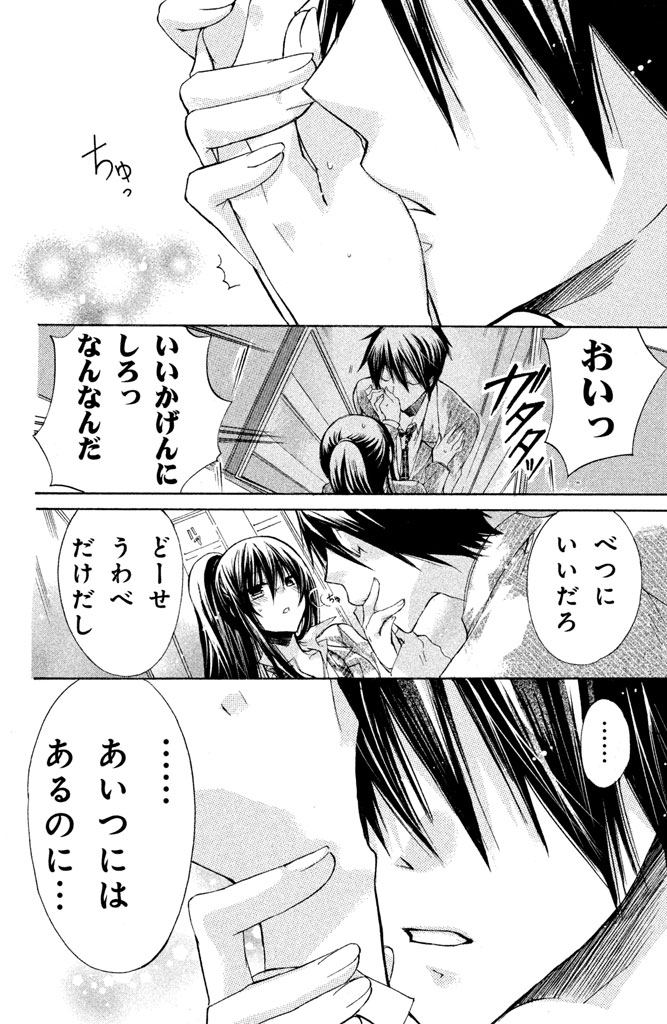 ちゅっ
おいっ
ガタタッ
いいかげんに
しろっ
なんなんだ
べつに
いいだろ
どーせ
うわべ
だけだし
……
……
あいつには
あるのに…